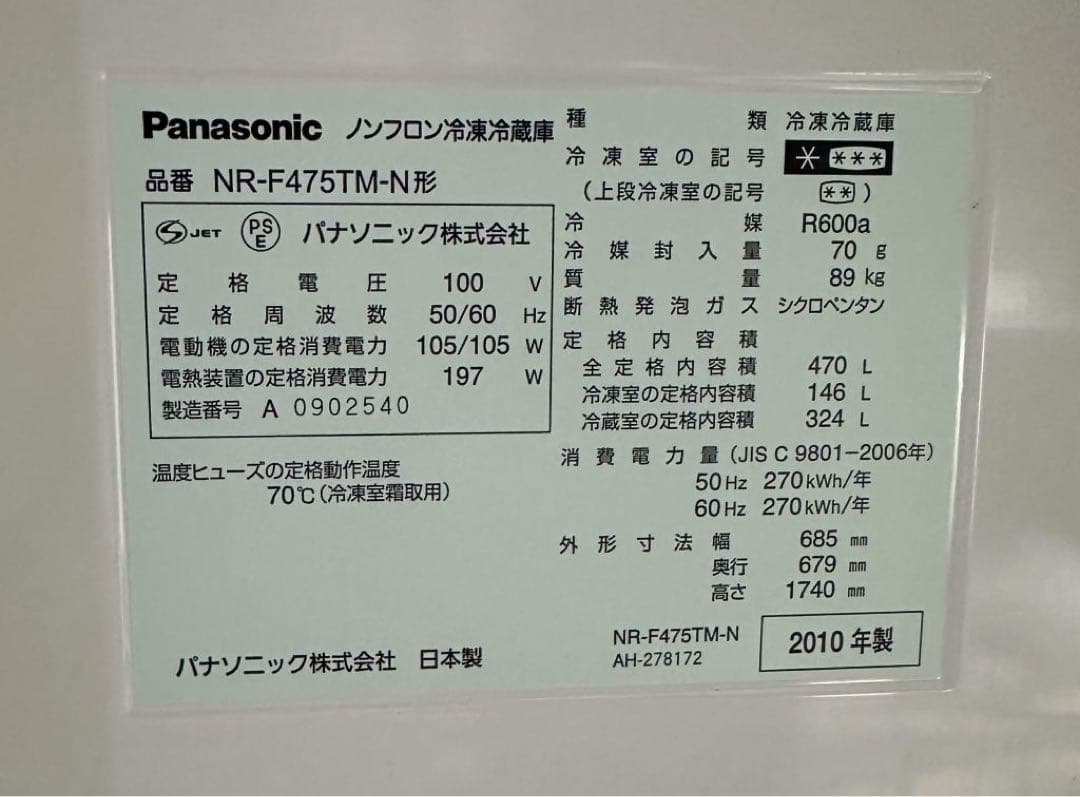 Panasonic ノンフロン冷凍冷蔵庫
品番 NR-F475TM-N形
S JET PSE パナソニック株式会社
定格電圧 100 V
定格周波数 50/60 Hz
電動機の定格消費電力 105/105 W
電熱装置の定格消費電力 197 W
製造番号 A 0902540
温度ヒューズの定格動作温度
70℃(冷凍室霜取用)
パナソニック株式会社 日本製
種類 冷凍冷蔵庫
冷凍室の記号 * ***
(上段冷凍室の記号 **)
冷媒 R600a
冷媒封入量 70 g
質量 89 kg
断熱発泡ガス シクロペンタン
定格内容積
全定格内容積 470 L
冷凍室の定格内容積 146 L
冷蔵室の定格内容積 324 L
消費電力量(JIS C 9801−2006年)
50Hz 270kWh/年
60Hz 270kWh/年
外形寸法 幅 685 mm
奥行 679 mm
高さ 1740 mm
NR-F475TM-N
AH-278172
2010年製